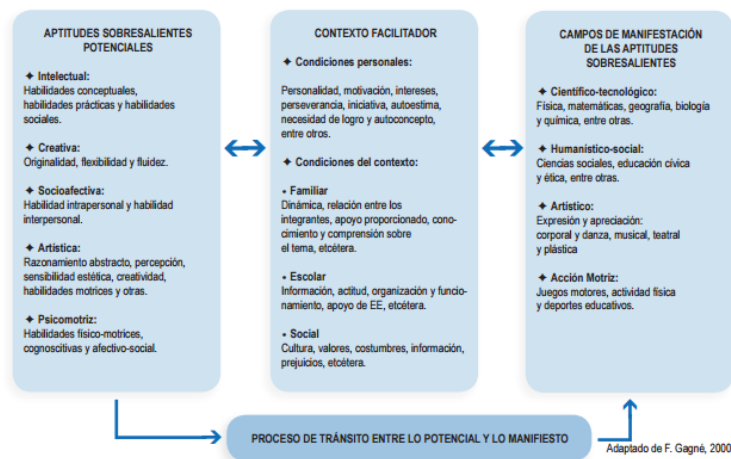 APTITUDES SOBRESALIENTES
POTENCIALES
✦ Intelectual:
Habilidades conceptuales,
habilidades prácticas y habilidades
sociales.
✦ Creativa:
Originalidad, flexibilidad y fluidez.
✦ Socioafectiva:
Habilidad intrapersonal y habilidad
interpersonal.
✦ Artística:
Razonamiento abstracto, percepción,
sensibilidad estética, creatividad,
habilidades motrices y otras.
✦ Psicomotriz:
Habilidades físico-motrices,
cognoscitivas y afectivo-social.
CONTEXTO FACILITADOR
✦ Condiciones personales:
Personalidad, motivación, intereses,
perseverancia, iniciativa, autoestima,
necesidad de logro y autoconcepto,
entre otros.
✦ Condiciones del contexto:
• Familiar
Dinámica, relación entre los
integrantes, apoyo proporcionado, cono-
cimiento y comprensión sobre
el tema, etcétera.
• Escolar
Información, actitud, organización y funcio-
namiento, apoyo de EE, etcétera.
• Social
Cultura, valores, costumbres, información,
prejuicios, etcétera.
CAMPOS DE MANIFESTACIÓN
DE LAS APTITUDES
SOBRESALIENTES
✦ Científico-tecnológico:
Física, matemáticas, geografía, biología
y química, entre otras.
✦ Humanístico-social:
Ciencias sociales, educación cívica
y ética, entre otras.
✦ Artístico:
Expresión y apreciación:
corporal y danza, musical, teatral
y plástica
✦ Acción Motriz:
Juegos motores, actividad física
y deportes educativos.
PROCESO DE TRÁNSITO ENTRE LO POTENCIAL Y LO MANIFIESTO
Adaptado de F. Gagné, 2000